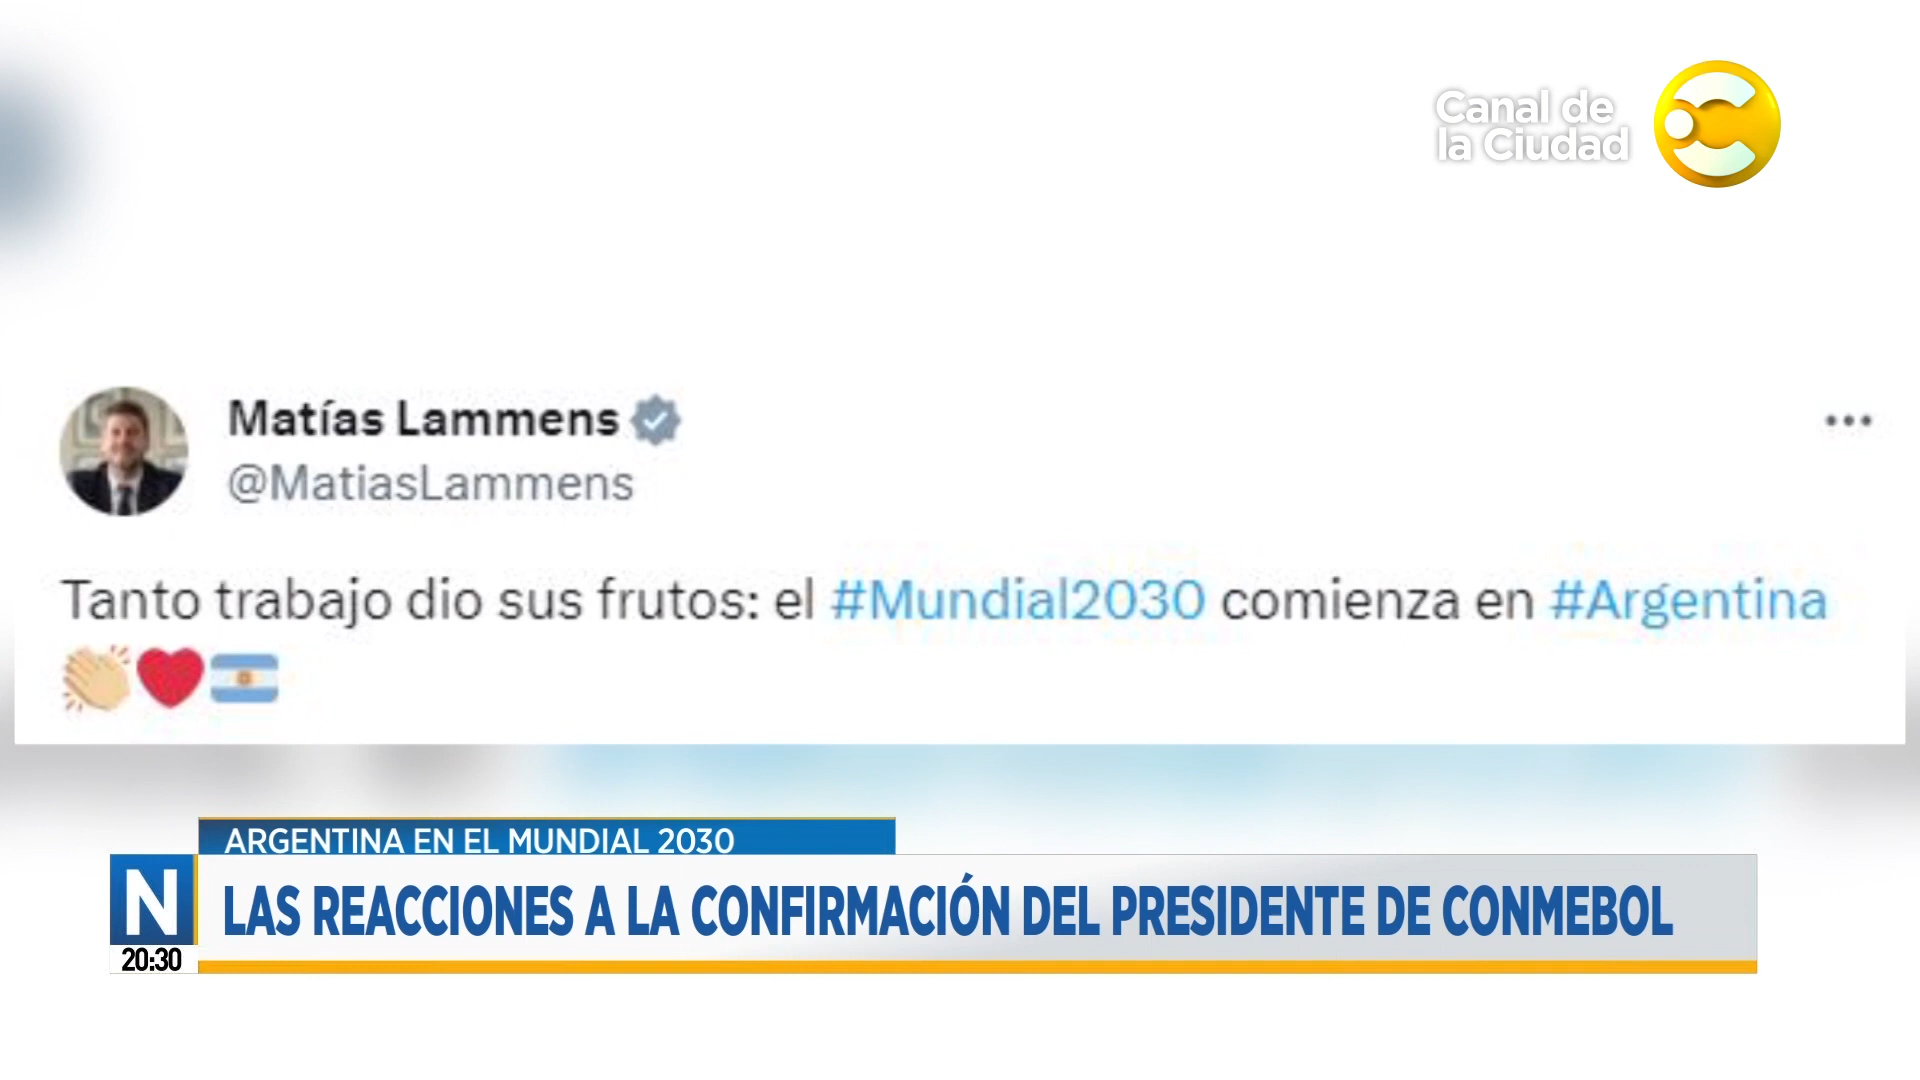 Canal de
la Ciudad
Matías Lammens
@MatiasLammens
Tanto trabajo dio sus frutos: el #Mundial2030 comienza en #Argentina
👏🏼❤️🇦🇷
ARGENTINA EN EL MUNDIAL 2030
N
LAS REACCIONES A LA CONFIRMACIÓN DEL PRESIDENTE DE CONMEBOL
20:30